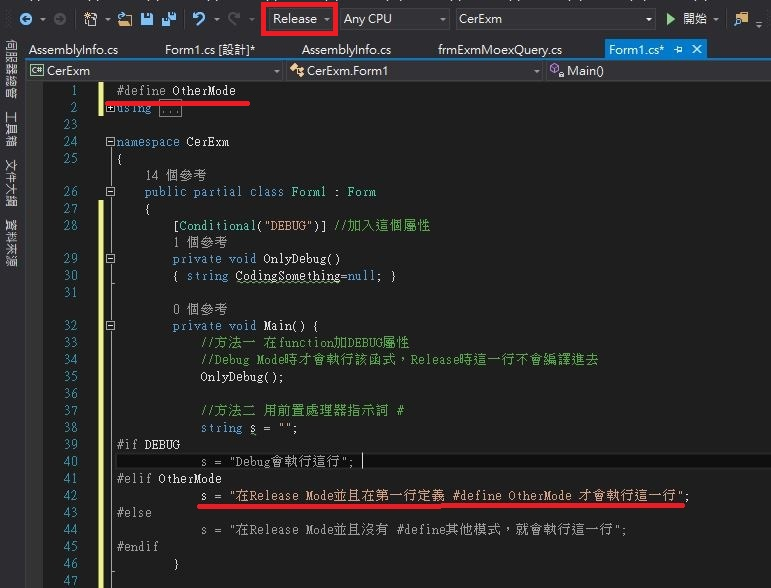 Release
Any CPU
CerExm
開始
AssemblyInfo.cs
Form1.cs [設計]*
AssemblyInfo.cs
frmExmMoexQuery.cs
Form1.cs*
C# CerExm
CerExm.Form1
Main()
伺服器總管
工具箱
文件大綱
資料來源
1 #define OtherMode
2 using ...
23
24 namespace CerExm
25 {
14 個參考
26 public partial class Form1 : Form
27 {
28 [Conditional("DEBUG")] //加入這個屬性
1 個參考
29 private void OnlyDebug()
30 { string CodingSomething=null; }
31
0 個參考
32 private void Main() {
33 //方法一 在function加DEBUG屬性
34 //Debug Mode時才會執行該函式，Release時這一行不會編譯進去
35 OnlyDebug();
36
37 //方法二 用前置處理器指示詞 #
38 string s = "";
39 #if DEBUG
40 s = "Debug會執行這行";
41 #elif OtherMode
42 s = "在Release Mode並且在第一行定義 #define OtherMode 才會執行這一行";
43 #else
44 s = "在Release Mode並且沒有 #define其他模式，就會執行這一行";
45 #endif
46 }
47